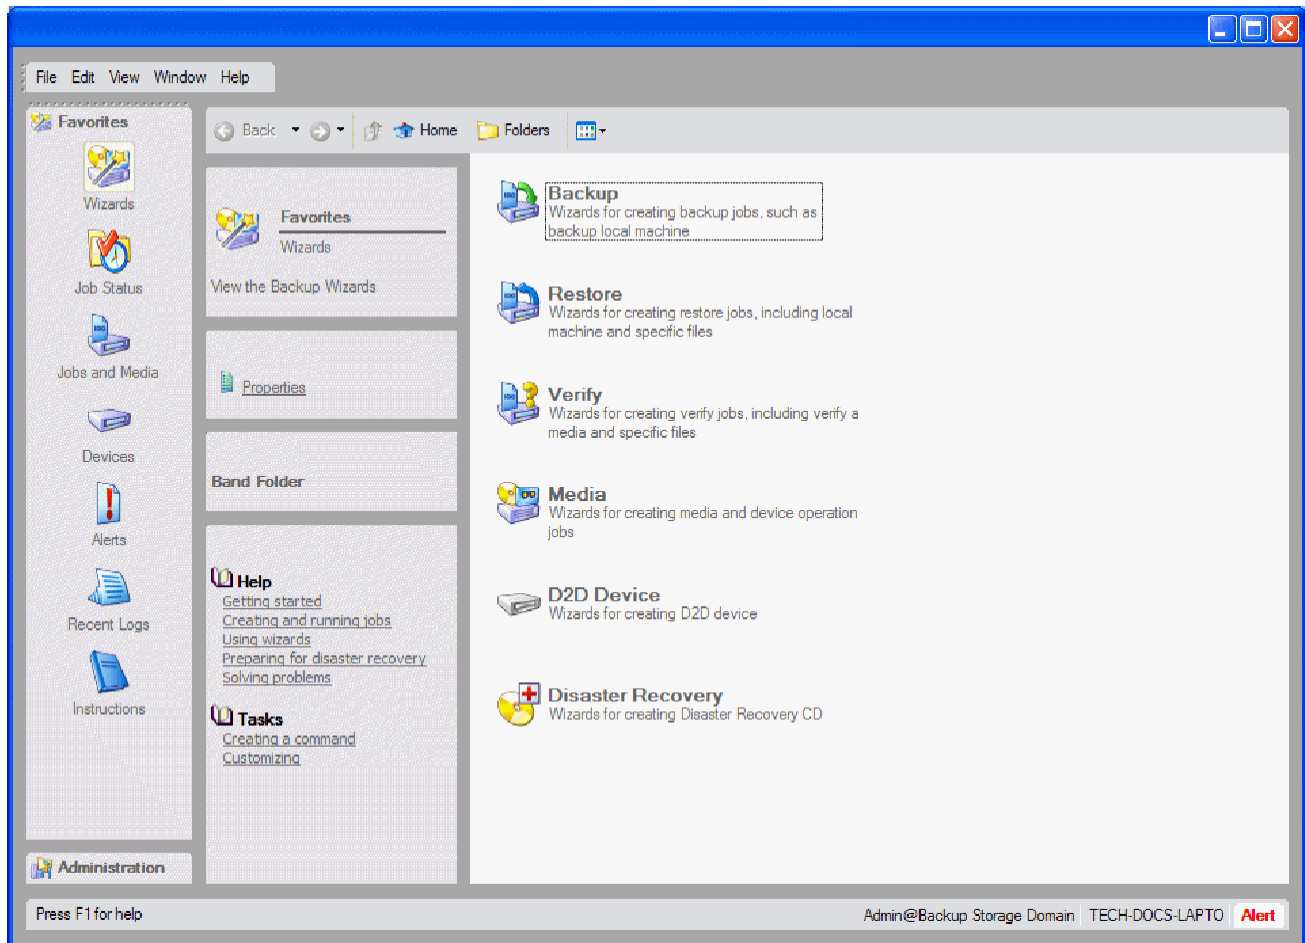 File Edit View Window Help
Favorites
Wizards
Job Status
Jobs and Media
Devices
Alerts
Recent Logs
Instructions
Administration
Back Home Folders
Favorites
Wizards
View the Backup Wizards
Properties
Band Folder
Help
Getting started
Creating and running jobs
Using wizards
Preparing for disaster recovery
Solving problems
Tasks
Creating a command
Customizing
Backup
Wizards for creating backup jobs, such as
backup local machine
Restore
Wizards for creating restore jobs, including local
machine and specific files
Verify
Wizards for creating verify jobs, including verify a
media and specific files
Media
Wizards for creating media and device operation
jobs
D2D Device
Wizards for creating D2D device
Disaster Recovery
Wizards for creating Disaster Recovery CD
Press F1 for help
Admin@Backup Storage Domain TECH-DOCS-LAPTO Alert